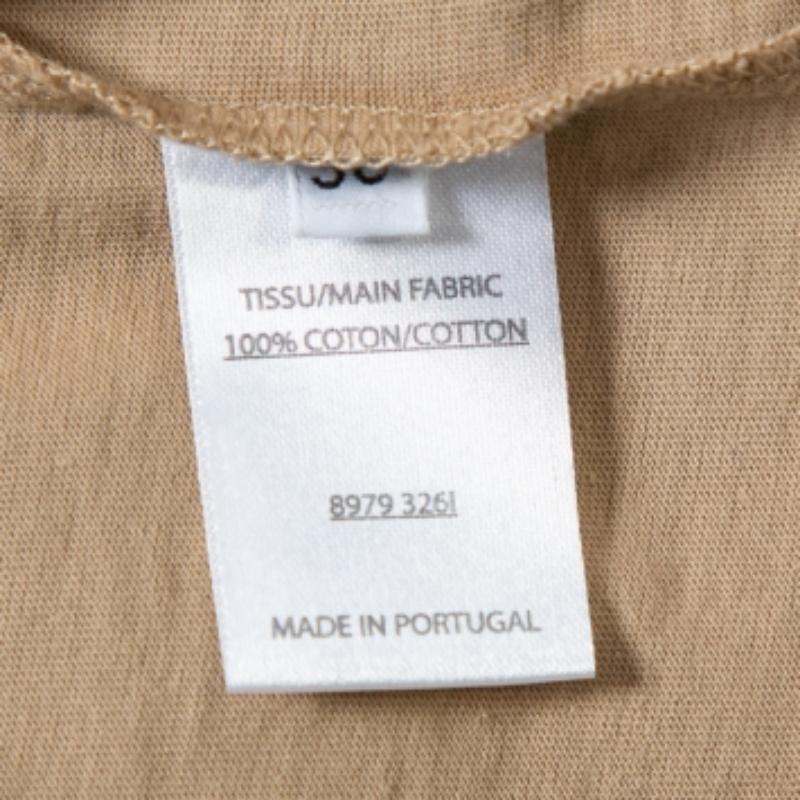 TISSU/MAIN FABRIC
100% COTON/COTTON
8979 326I
MADE IN PORTUGAL